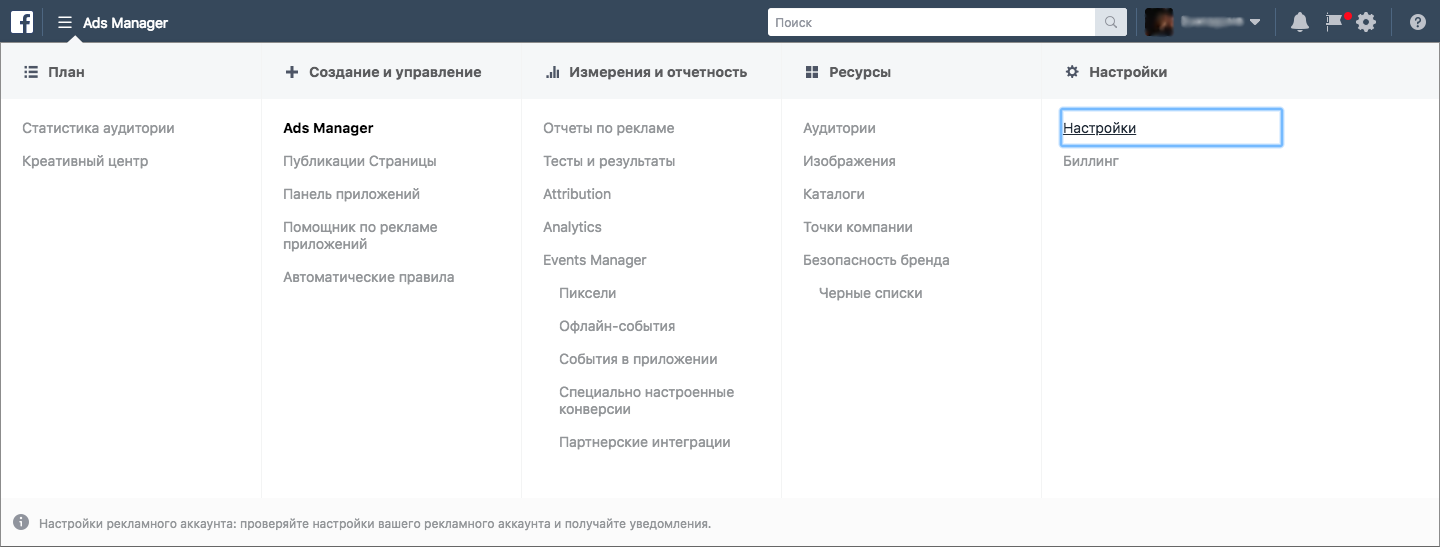 Ads Manager
Поиск
План
Статистика аудитории
Креативный центр
Создание и управление
Ads Manager
Публикации Страницы
Панель приложений
Помощник по рекламе
приложений
Автоматические правила
Измерения и отчетность
Отчеты по рекламе
Тесты и результаты
Attribution
Analytics
Events Manager
Пиксели
Офлайн-события
События в приложении
Специально настроенные
конверсии
Партнерские интеграции
Ресурсы
Аудитории
Изображения
Каталоги
Точки компании
Безопасность бренда
Черные списки
Настройки
Настройки
Биллинг
Настройки рекламного аккаунта: проверяйте настройки вашего рекламного аккаунта и получайте уведомления.